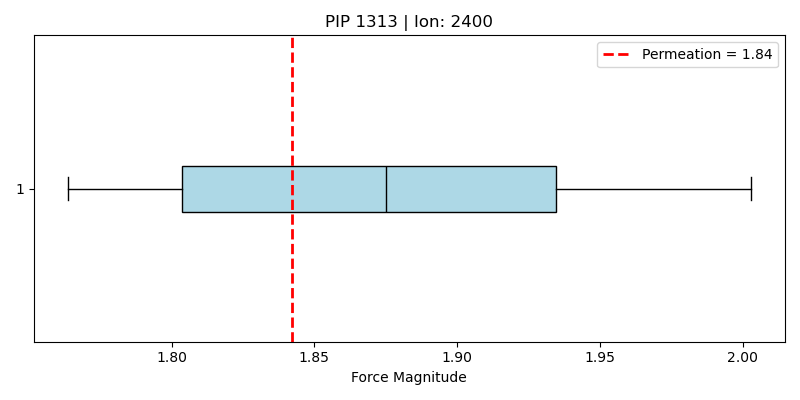 PIP 1313 | Ion: 2400
Permeation = 1.84
1
1.80 1.85 1.90 1.95 2.00
Force Magnitude